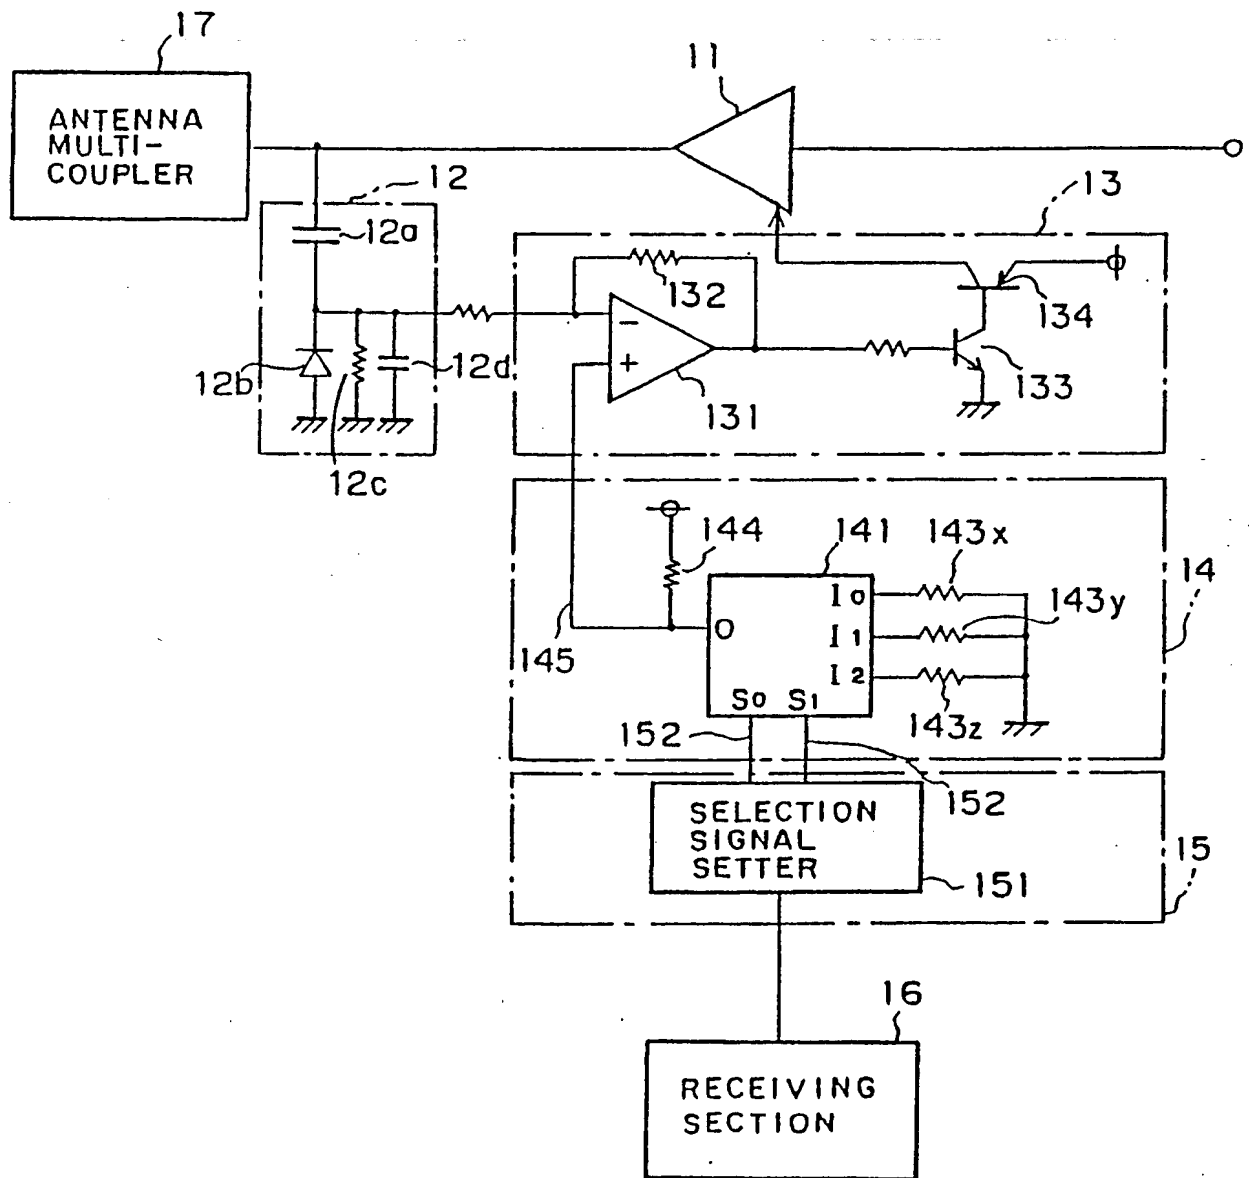 17
11
ANTENNA
MULTI-
COUPLER
12
13
12a
132
134
12b
12d
131
133
12c
144
141
143x
14
I0
143y
O
I1
145
I2
S0 S1
143z
152
152
SELECTION
SIGNAL
SETTER
15
151
16
RECEIVING
SECTION